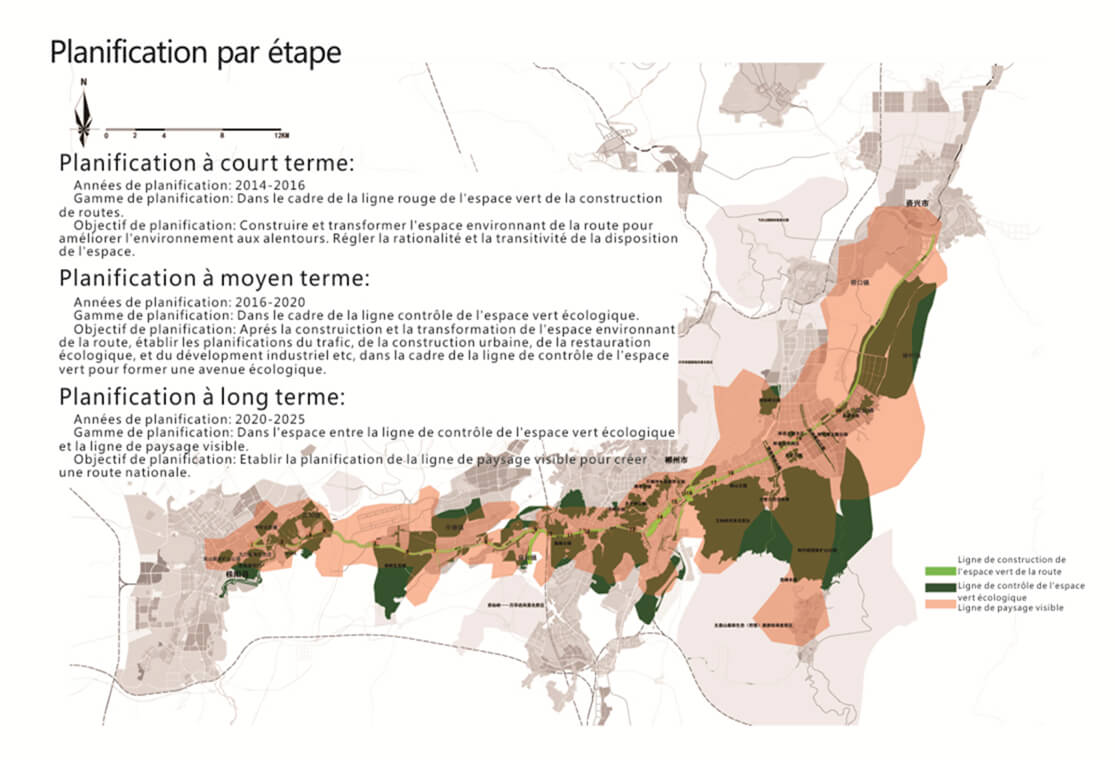 Planification par étape
N
0 2 4 8 12KM
Planification à court terme:
Années de planification: 2014-2016
Gamme de planification: Dans le cadre de la ligne rouge de l'espace vert de la construction
de routes.
Objectif de planification: Construire et transformer l'espace environnant de la route pour
améliorer l'environnement aux alentours. Régler la rationalité et la transitivité de la disposition
de l'espace.
Planification à moyen terme:
Années de planification: 2016-2020
Gamme de planification: Dans le cadre de la ligne contrôle de l'espace vert écologique.
Objectif de planification: Aprés la construiction et la transformation de l'espace environnant
de la route, établir les planifications du trafic, de la construction urbaine, de la restauration
écologique, et du dévelopment industriel etc, dans la cadre de la ligne de contrôle de l'espace
vert pour former une avenue écologique.
Planification à long terme:
Années de planification: 2020-2025
Gamme de planification: Dans l'espace entre la ligne de contrôle de l'espace vert écologique
et la ligne de paysage visible.
Objectif de planification: Etablir la planification de la ligne de paysage visible pour créer
une route nationale.
资兴市
郴州市
桂阳县
Ligne de construction de
l'espace vert de la route
Ligne de contrôle de l'espace
vert écologique
Ligne de paysage visible